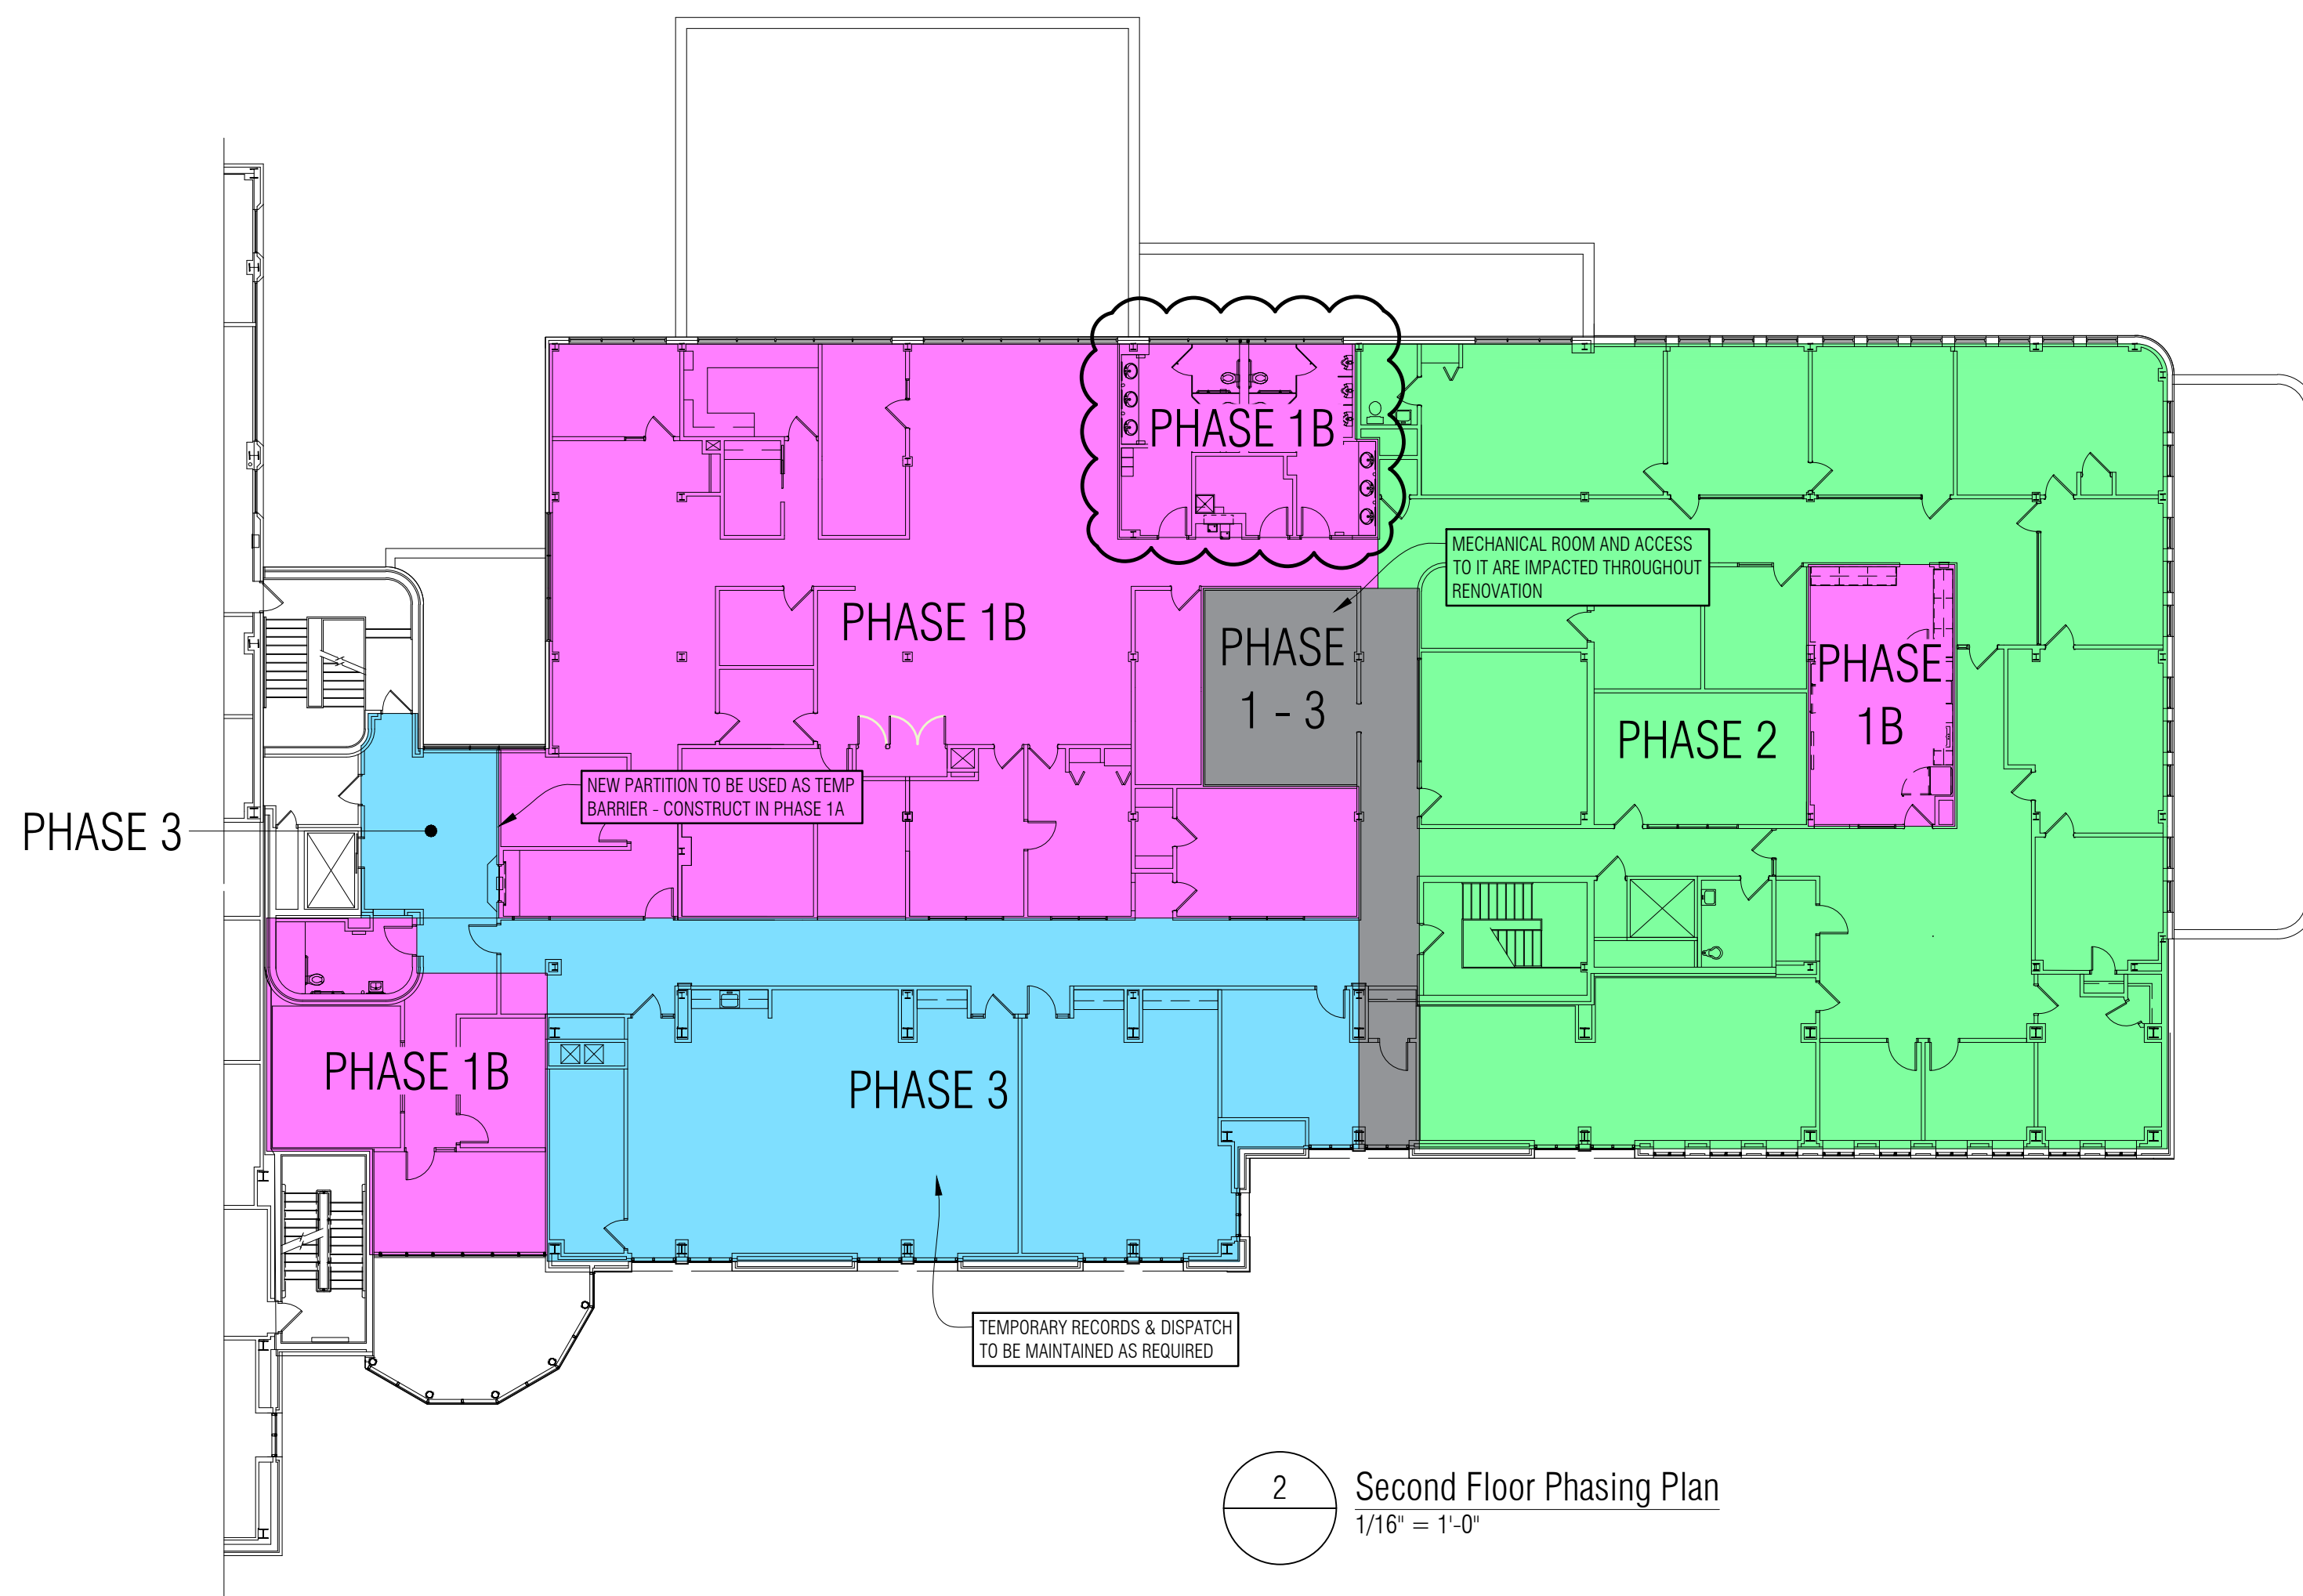 PHASE 1B
MECHANICAL ROOM AND ACCESS
TO IT ARE IMPACTED THROUGHOUT
RENOVATION
PHASE 1B
PHASE
1 - 3
PHASE
1B
PHASE 2
NEW PARTITION TO BE USED AS TEMP
BARRIER - CONSTRUCT IN PHASE 1A
PHASE 3
PHASE 1B
PHASE 3
TEMPORARY RECORDS & DISPATCH
TO BE MAINTAINED AS REQUIRED
2
Second Floor Phasing Plan
1/16" = 1'-0"